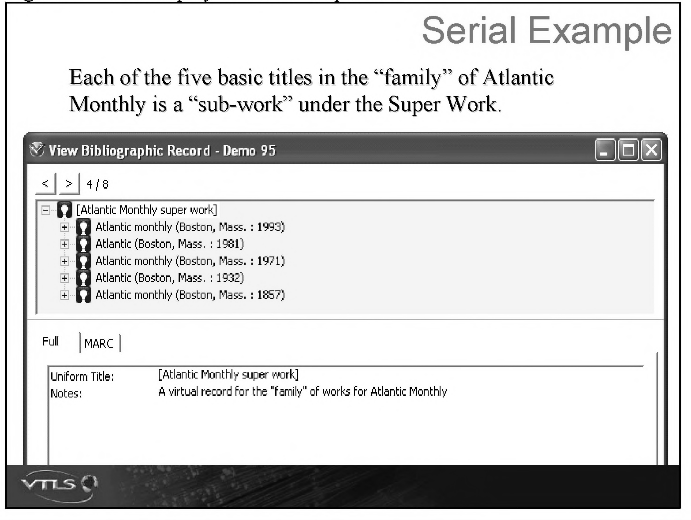 Serial Example
Each of the five basic titles in the “family” of Atlantic
Monthly is a “sub-work” under the Super Work.
View Bibliographic Record - Demo 95
< > 4 / 8
[Atlantic Monthly super work]
Atlantic monthly (Boston, Mass. : 1993)
Atlantic (Boston, Mass. : 1981)
Atlantic monthly (Boston, Mass. : 1971)
Atlantic (Boston, Mass. : 1932)
Atlantic monthly (Boston, Mass. : 1857)
Full MARC
Uniform Title: [Atlantic Monthly super work]
Notes: A virtual record for the "family" of works for Atlantic Monthly
VTLS